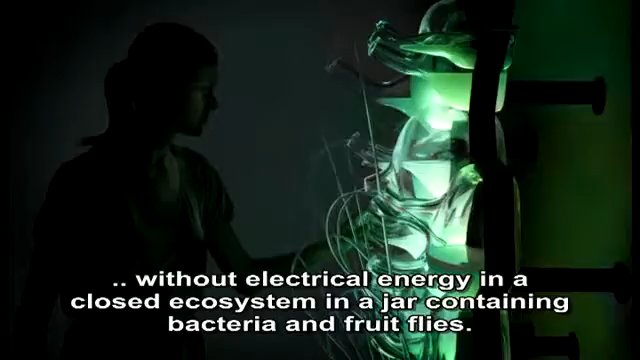 .. without electrical energy in a
closed ecosystem in a jar containing
bacteria and fruit flies.